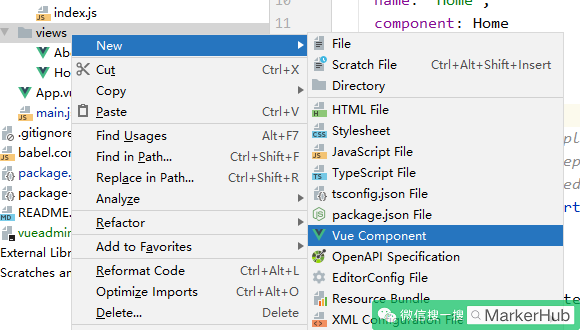 index.js
name: 'Home',
10
11
component: Home
views
New
File
Ab
Cut Ctrl+X
Scratch File Ctrl+Alt+Shift+Insert
Ho
Copy
Directory
App.vu
Paste Ctrl+V
HTML File
main.j
Find Usages Alt+F7
Stylesheet
.gitignore
Find in Path... Ctrl+Shift+F
JavaScript File
babel.con
Replace in Path... Ctrl+Shift+R
TypeScript File
package.
Analyze
tsconfig.json File
package-
Refactor
package.json File
README.
Vue Component
vueadmin
Add to Favorites
OpenAPI Specification
External Libr
Reformat Code Ctrl+Alt+L
EditorConfig File
Scratches an
Optimize Imports Ctrl+Alt+O
Resource Bundle
Delete... Delete
XML Configuration File
微信搜一搜 MarkerHub